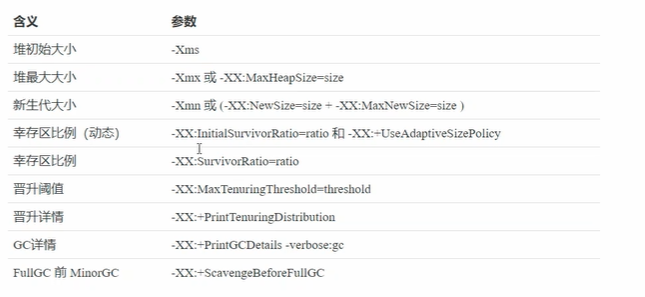 含义 参数
堆初始大小 -Xms
堆最大大小 -Xmx 或 -XX:MaxHeapSize=size
新生代大小 -Xmn 或 (-XX:NewSize=size + -XX:MaxNewSize=size )
幸存区比例（动态） -XX:InitialSurvivorRatio=ratio 和 -XX:+UseAdaptiveSizePolicy
幸存区比例 -XX:SurvivorRatio=ratio
晋升阈值 -XX:MaxTenuringThreshold=threshold
晋升详情 -XX:+PrintTenuringDistribution
GC详情 -XX:+PrintGCDetails -verbose:gc
FullGC 前 MinorGC -XX:+ScavengeBeforeFullGC